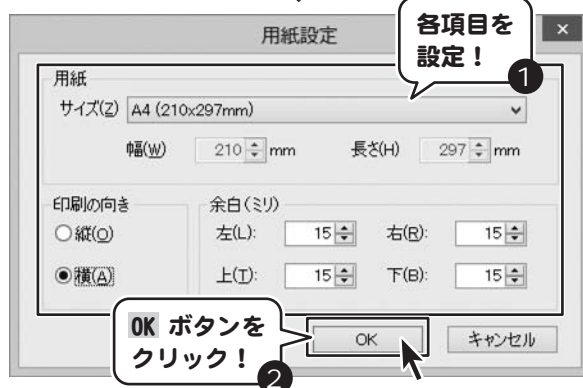 用紙設定
×
各項目を
設定！
1
用紙
サイズ(Z) A4 (210x297mm)
幅(W) 210 mm 長さ(H) 297 mm
印刷の向き 余白(ミリ)
○縦(O) 左(L): 15 右(R): 15
◉横(A) 上(T): 15 下(B): 15
OK ボタンを
クリック！
2
OK キャンセル